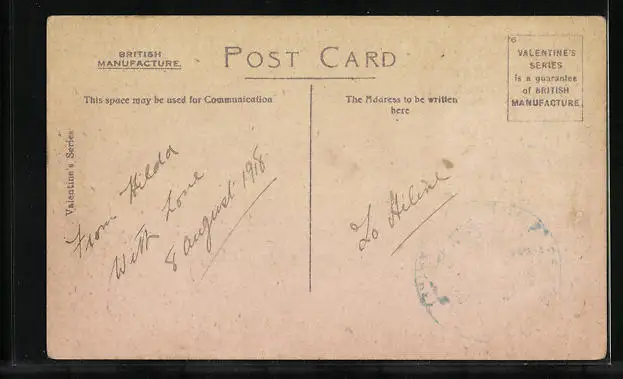 BRITISH
MANUFACTURE.
POST CARD
6
VALENTINE'S
SERIES
is a guarantee
of BRITISH
MANUFACTURE.
This space may be used for Communication
The Address to be written
here
Valentine's Series
From Hilda
With Love
8 August 1918
To